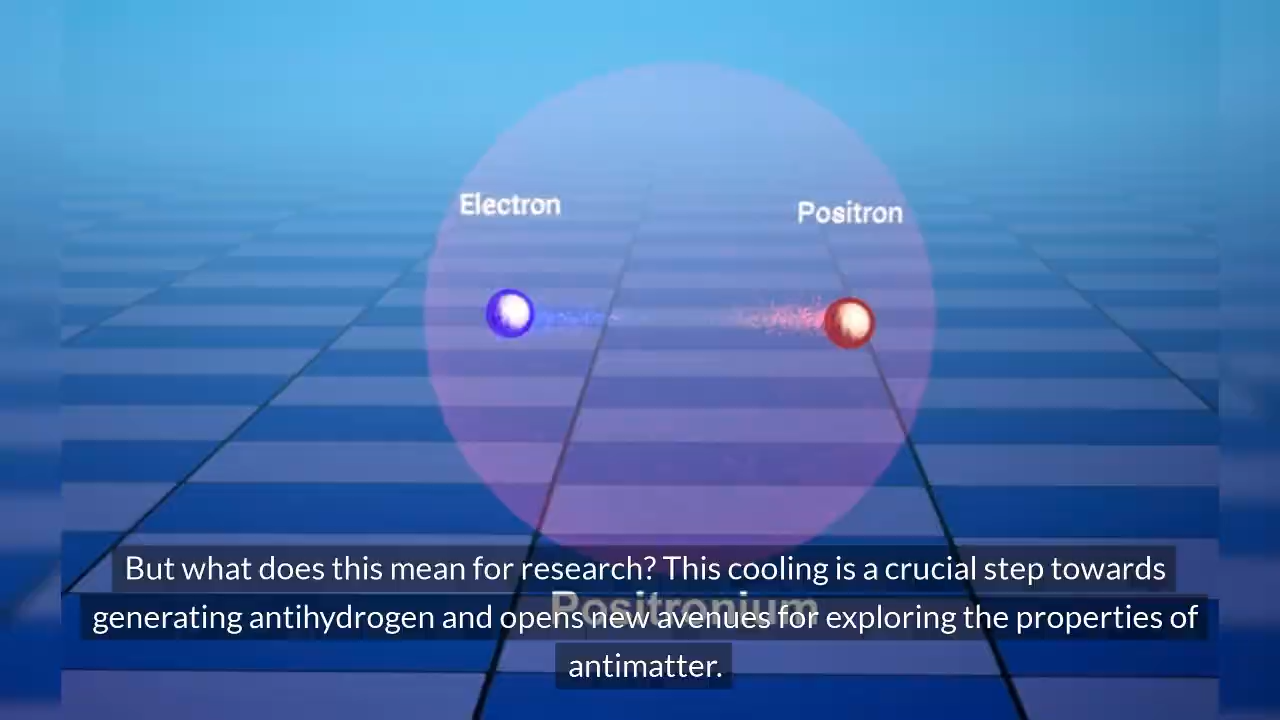 Electron
Positron
But what does this mean for research? This cooling is a crucial step towards
Positronium
generating antihydrogen and opens new avenues for exploring the properties of
antimatter.